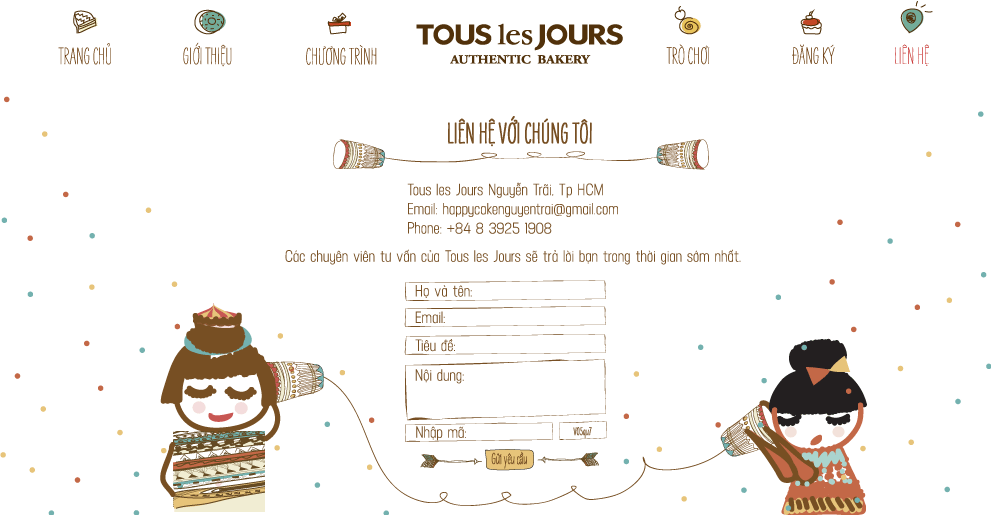 TRANG CHỦ
GIỚI THIỆU
CHƯƠNG TRÌNH
TOUS les JOURS
AUTHENTIC BAKERY
TRÒ CHƠI
ĐĂNG KÝ
LIÊN HỆ
LIÊN HỆ VỚI CHÚNG TÔI
Tous les Jours Nguyễn Trãi, Tp HCM
Email: happycakenguyentrai@gmail.com
Phone: +84 8 3925 1908
Các chuyên viên tư vấn của Tous les Jours sẽ trả lời bạn trong thời gian sớm nhất.
Họ và tên:
Email:
Tiêu đề:
Nội dung:
Nhập mã:
Gửi yêu cầu